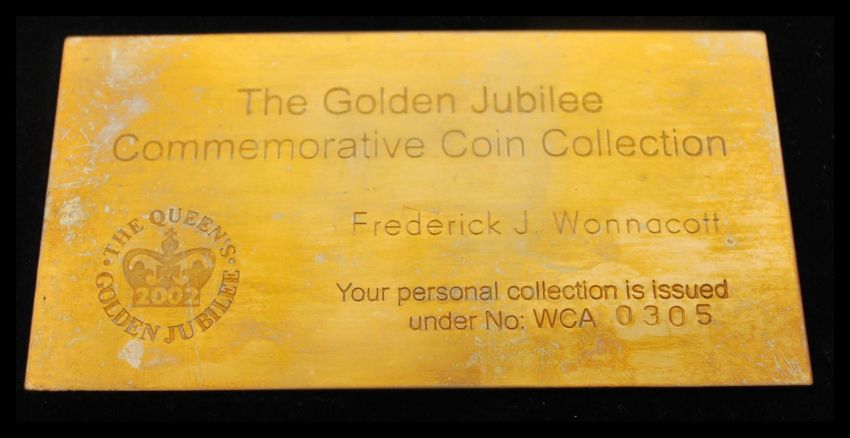 The Golden Jubilee
Commemorative Coin Collection
Frederick J. Wonnacott
THE QUEEN'S
2002
GOLDEN JUBILEE
Your personal collection is issued
under No: WCA 0305